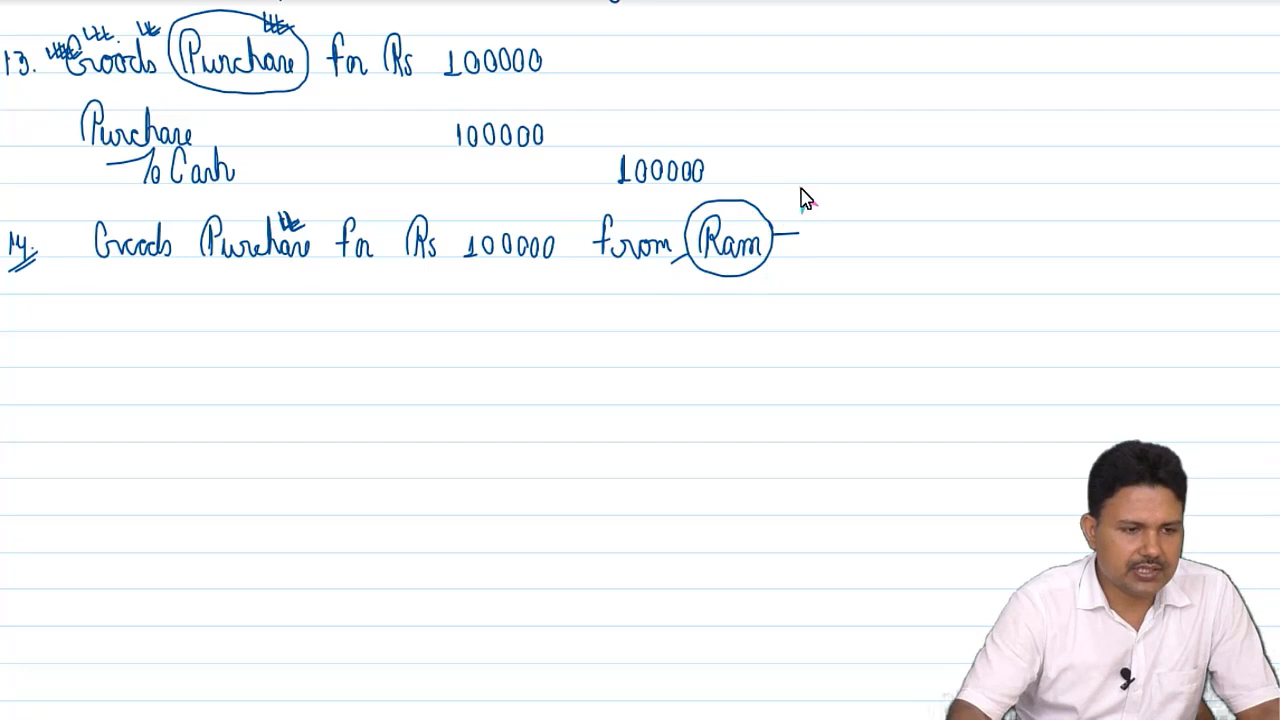 13. Goods Purchase for Rs 100000
Purchase 100000
To Cash 100000
14. Goods Purchase for Rs 100000 from Ram